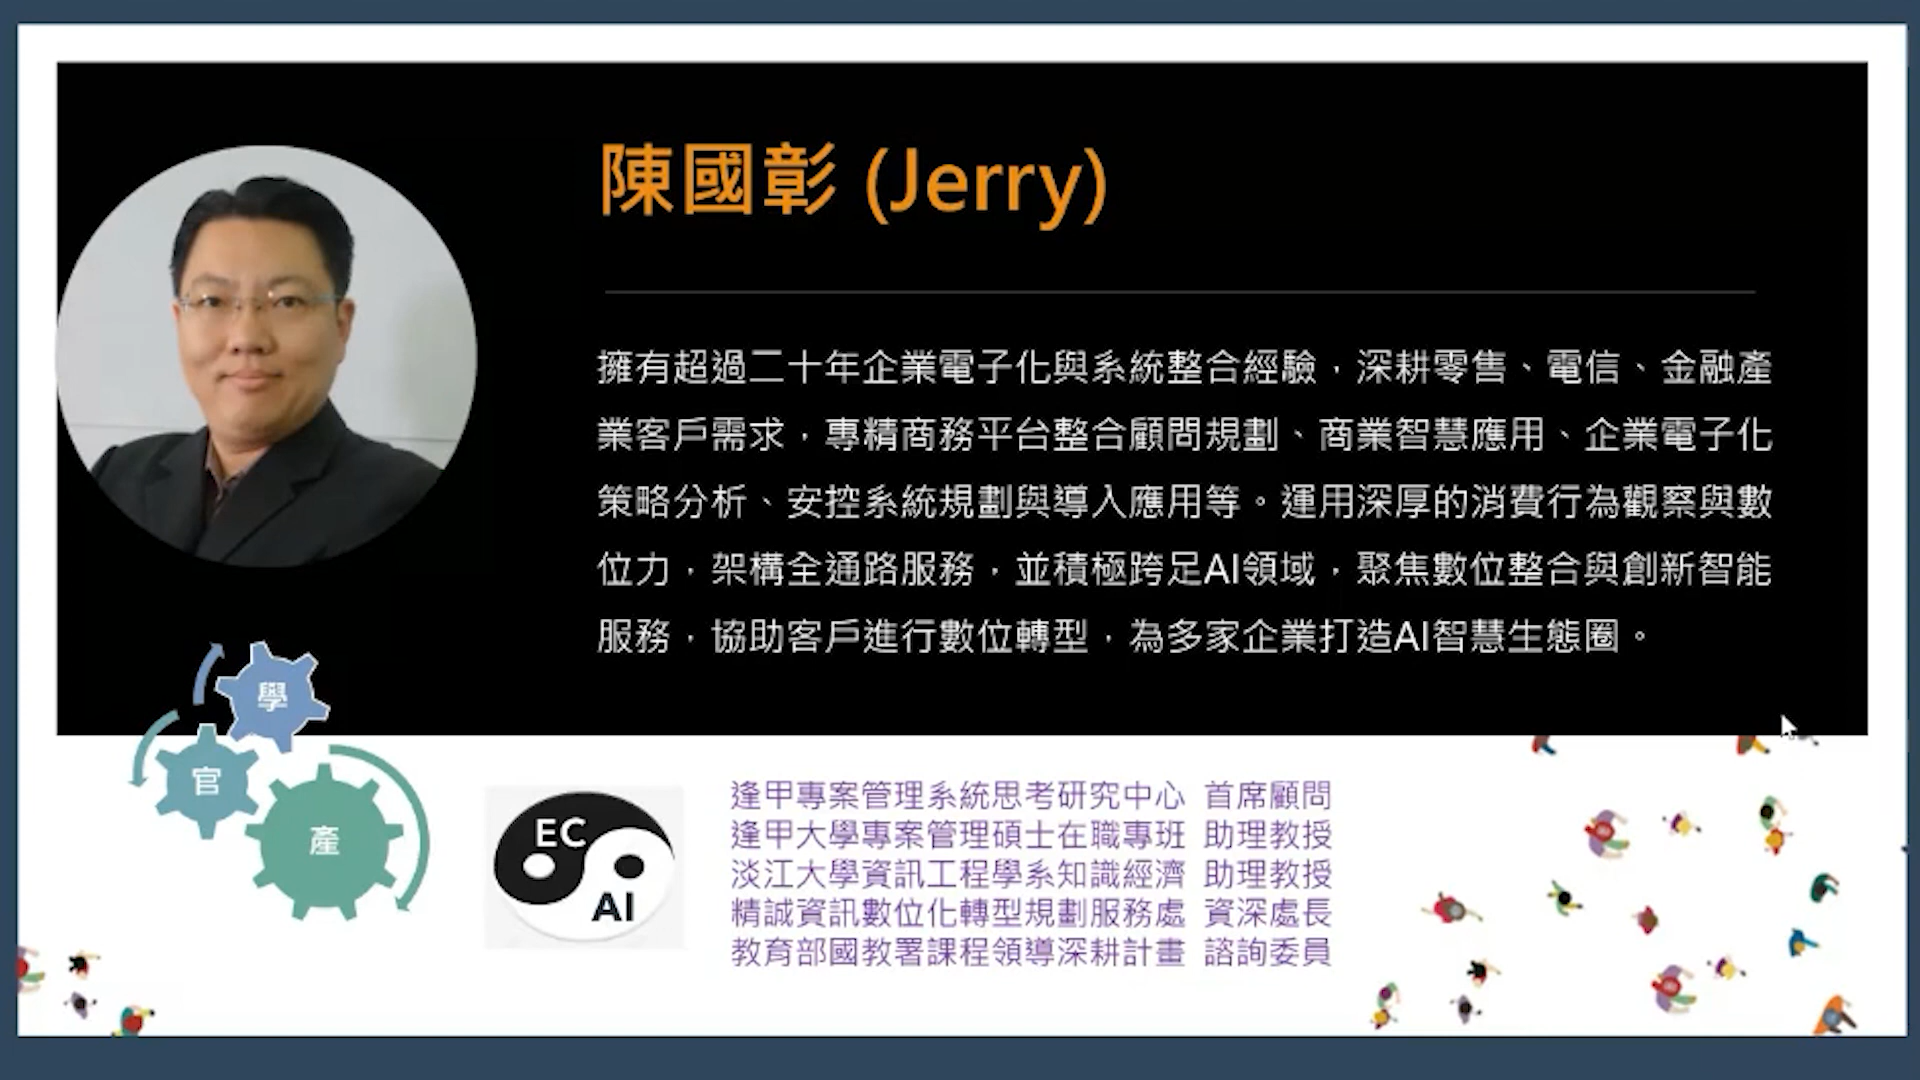 陳國彰 (Jerry)
擁有超過二十年企業電子化與系統整合經驗，深耕零售、電信、金融產
業客戶需求，專精商務平台整合顧問規劃、商業智慧應用、企業電子化
策略分析、安控系統規劃與導入應用等。運用深厚的消費行為觀察與數
位力，架構全通路服務，並積極跨足AI領域，聚焦數位整合與創新智能
服務，協助客戶進行數位轉型，為多家企業打造AI智慧生態圈。
學
官
產
EC
AI
逢甲專案管理系統思考研究中心 首席顧問
逢甲大學專案管理碩士在職專班 助理教授
淡江大學資訊工程學系知識經濟 助理教授
精誠資訊數位化轉型規劃服務處 資深處長
教育部國教署課程領導深耕計畫 諮詢委員